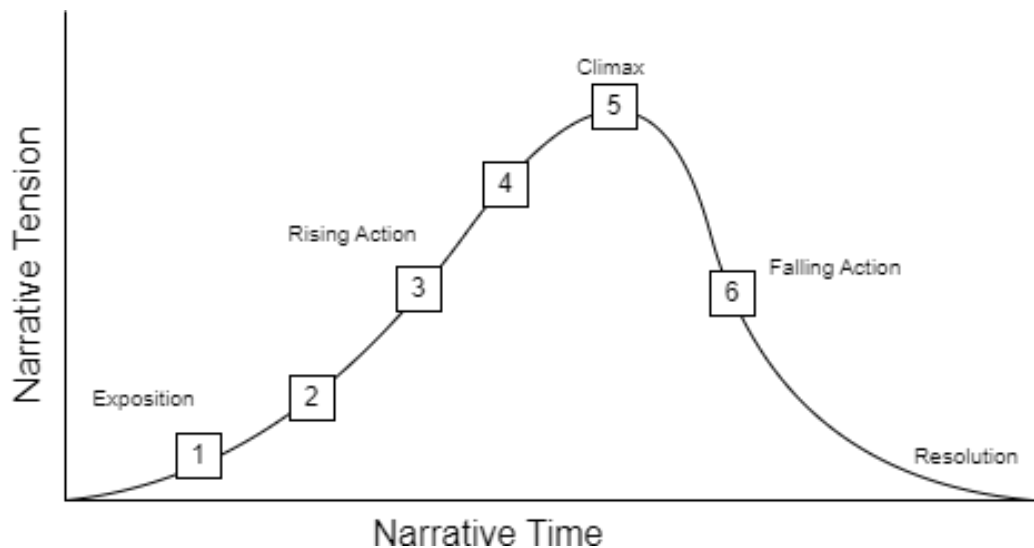 Climax
5
4
Rising Action
3
Falling Action
6
Exposition
2
1
Resolution
Narrative Tension
Narrative Time